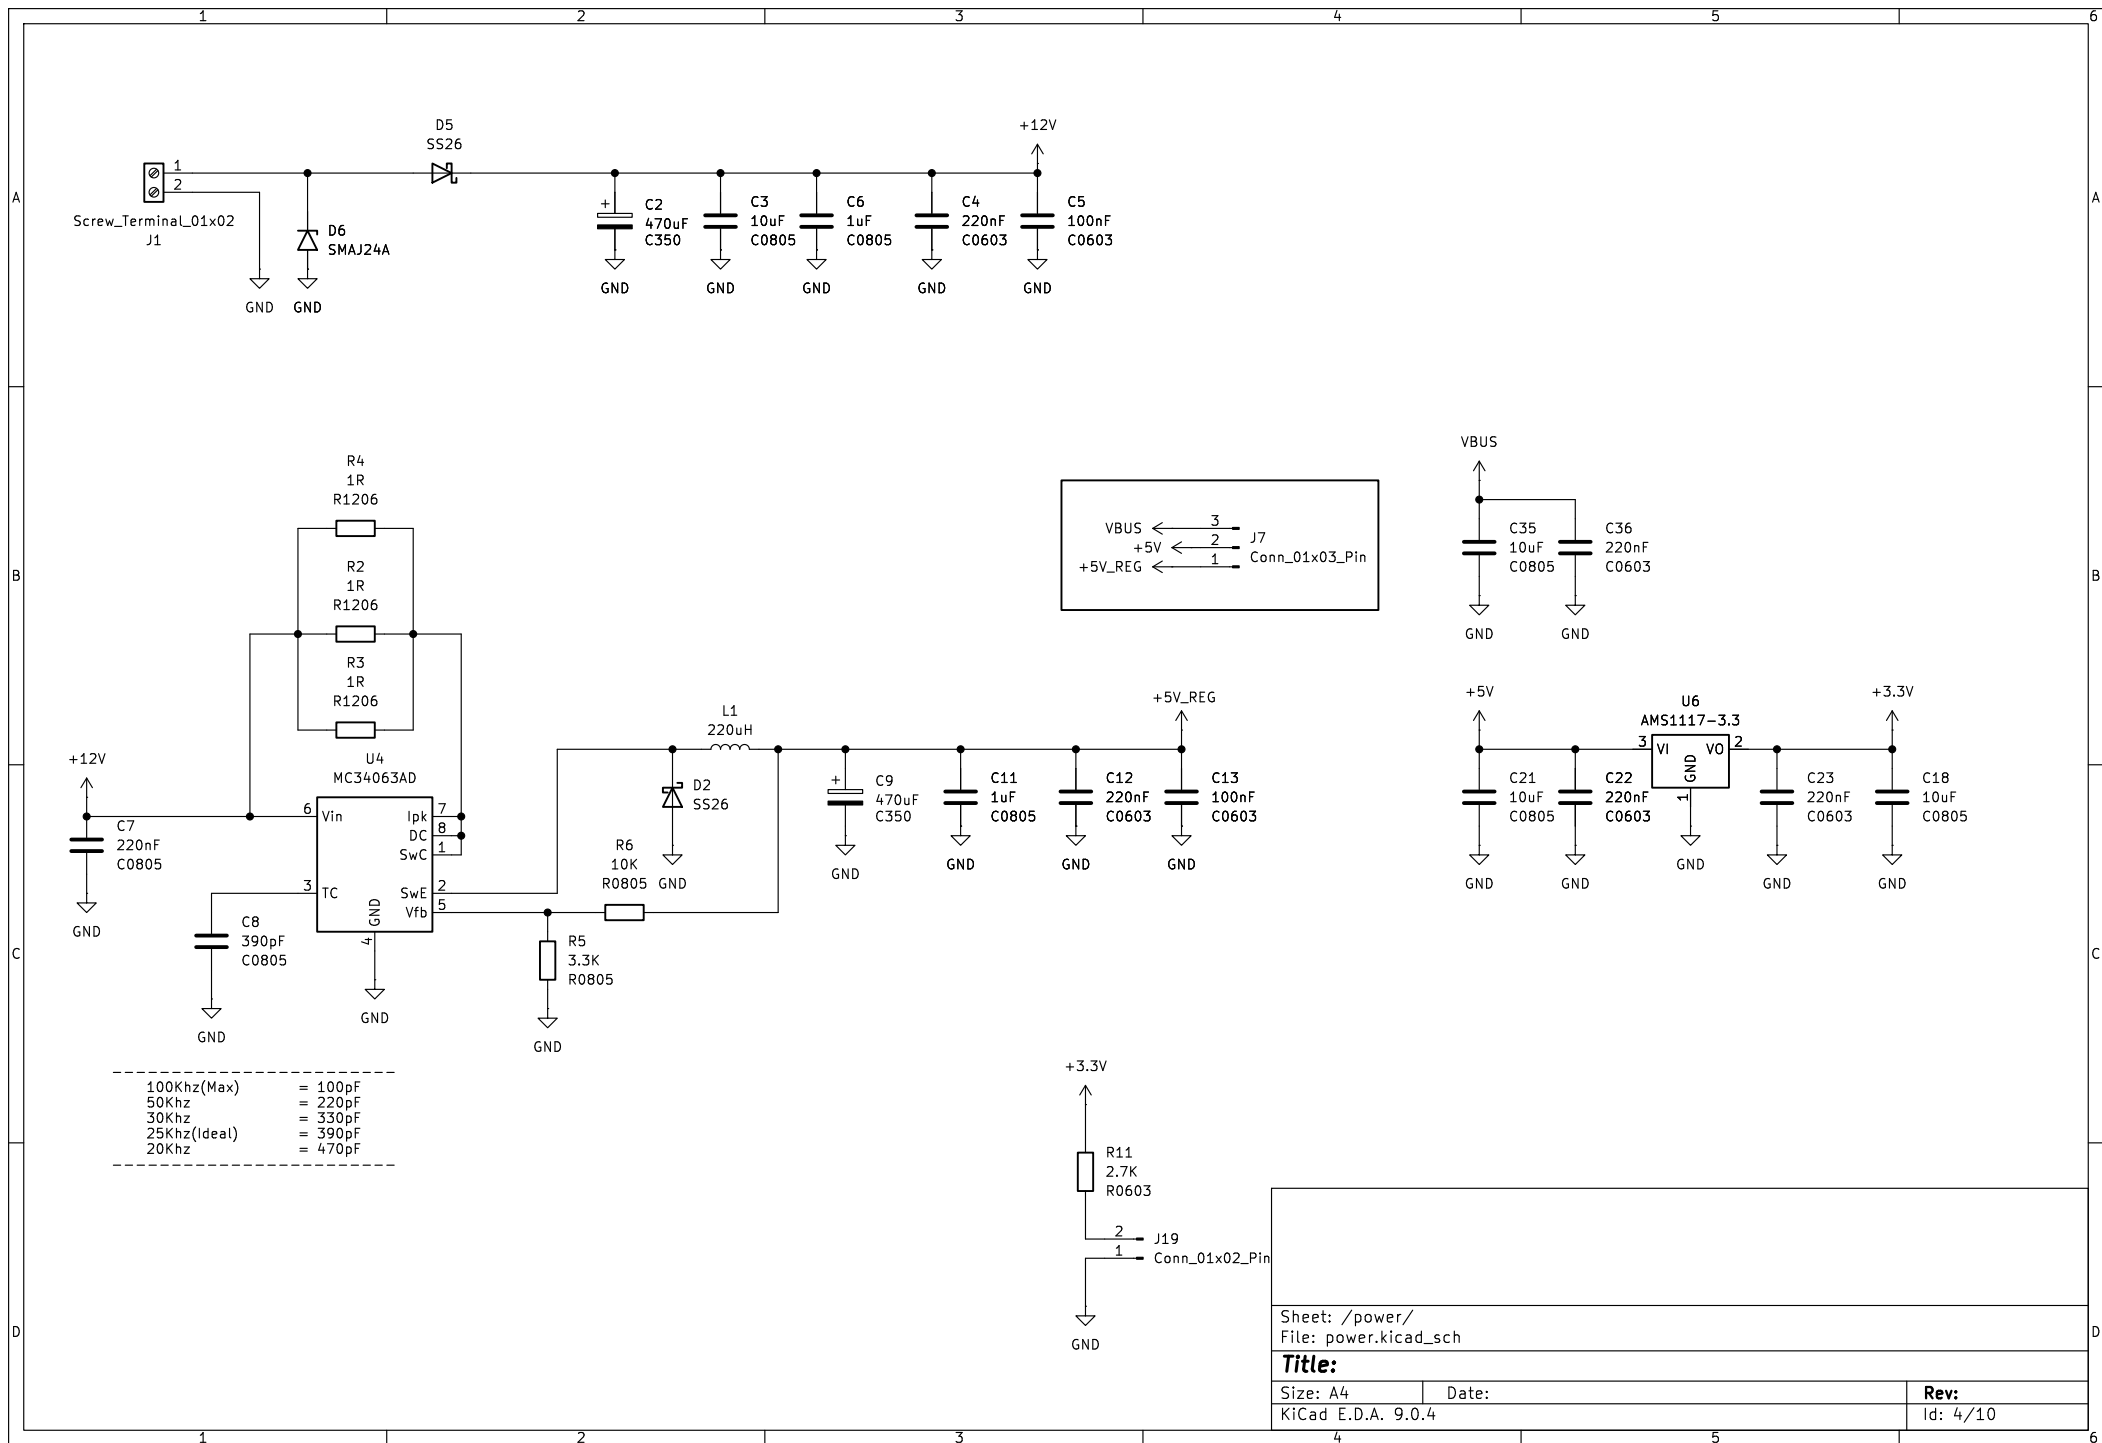 1 2 3 4 5 6
A A
B B
C C
D D
D5
SS26
+12V
1
2
Screw_Terminal_01x02
J1
D6
SMAJ24A
GND
GND
+
C2
470uF
C350
GND
C3
10uF
C0805
GND
C6
1uF
C0805
GND
C4
220nF
C0603
GND
C5
100nF
C0603
GND
R4
1R
R1206
R2
1R
R1206
R3
1R
R1206
U4
MC34063AD
+12V
C7
220nF
C0805
GND
6 Vin
3 TC
Ipk 7
DC 8
SwC 1
SwE 2
Vfb 5
GND
4
GND
C8
390pF
C0805
GND
R5
3.3K
R0805
GND
R6
10K
R0805
D2
SS26
GND
L1
220uH
+
C9
470uF
C350
GND
C11
1uF
C0805
GND
C12
220nF
C0603
GND
C13
100nF
C0603
GND
+5V_REG
VBUS 3
+5V 2
+5V_REG 1
J7
Conn_01x03_Pin
VBUS
C35
10uF
C0805
GND
C36
220nF
C0603
GND
+5V
C21
10uF
C0805
GND
C22
220nF
C0603
GND
U6
AMS1117-3.3
3 VI VO 2
GND
1
GND
C23
220nF
C0603
GND
+3.3V
C18
10uF
C0805
GND
100Khz(Max) = 100pF
50Khz = 220pF
30Khz = 330pF
25Khz(Ideal) = 390pF
20Khz = 470pF
+3.3V
R11
2.7K
R0603
2
1
J19
Conn_01x02_Pin
GND
Sheet: /power/
File: power.kicad_sch
Title:
Size: A4 Date: Rev:
KiCad E.D.A. 9.0.4 Id: 4/10
1 2 3 4 5 6